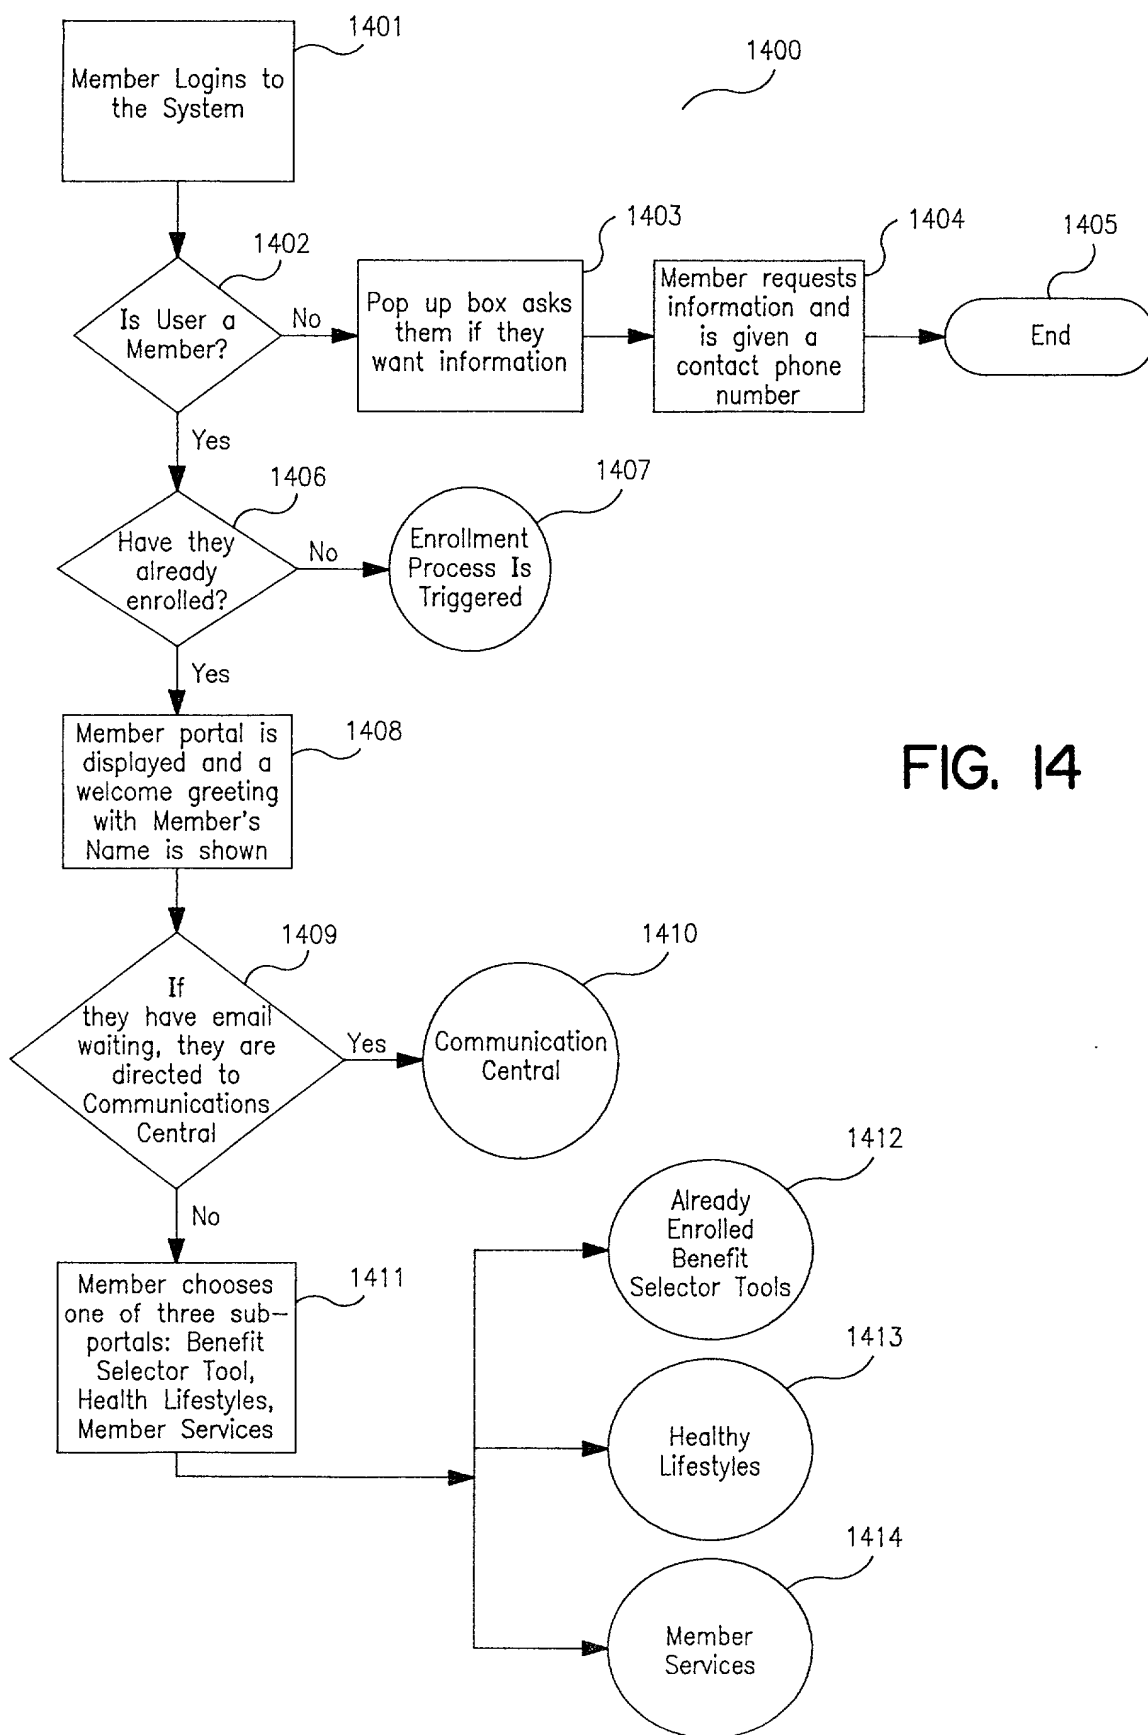 1401
Member Logins to
the System
1400
1402
Is User a
Member?
No
1403
Pop up box asks
them if they
want information
1404
Member requests
information and
is given a
contact phone
number
1405
End
Yes
1406
Have they
already
enrolled?
No
1407
Enrollment
Process Is
Triggered
Yes
1408
Member portal is
displayed and a
welcome greeting
with Member's
Name is shown
FIG. 14
1409
If
they have email
waiting, they are
directed to
Communications
Central
Yes
1410
Communication
Central
No
1411
Member chooses
one of three sub-
portals: Benefit
Selector Tool,
Health Lifestyles,
Member Services
1412
Already
Enrolled
Benefit
Selector Tools
1413
Healthy
Lifestyles
1414
Member
Services